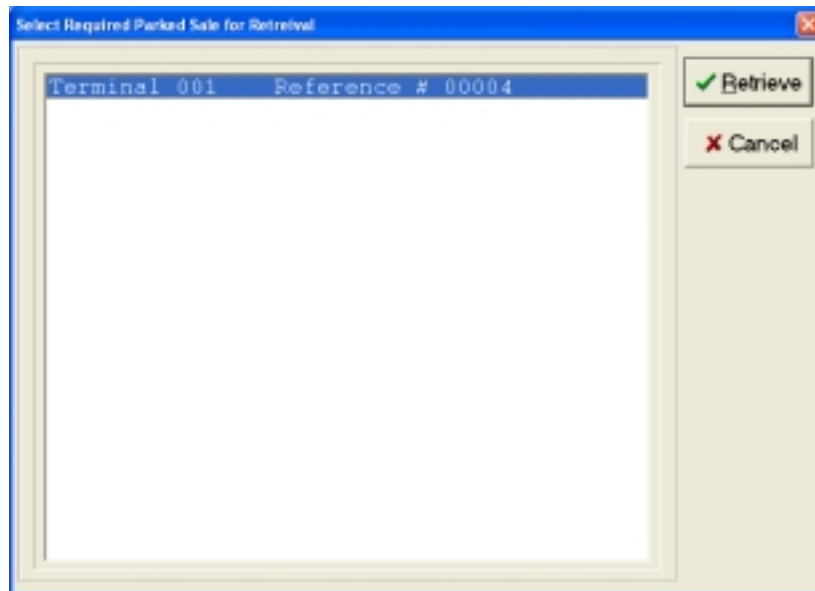 Select Required Parked Sale for Retreival
Terminal 001 Reference # 00004
Retrieve
Cancel